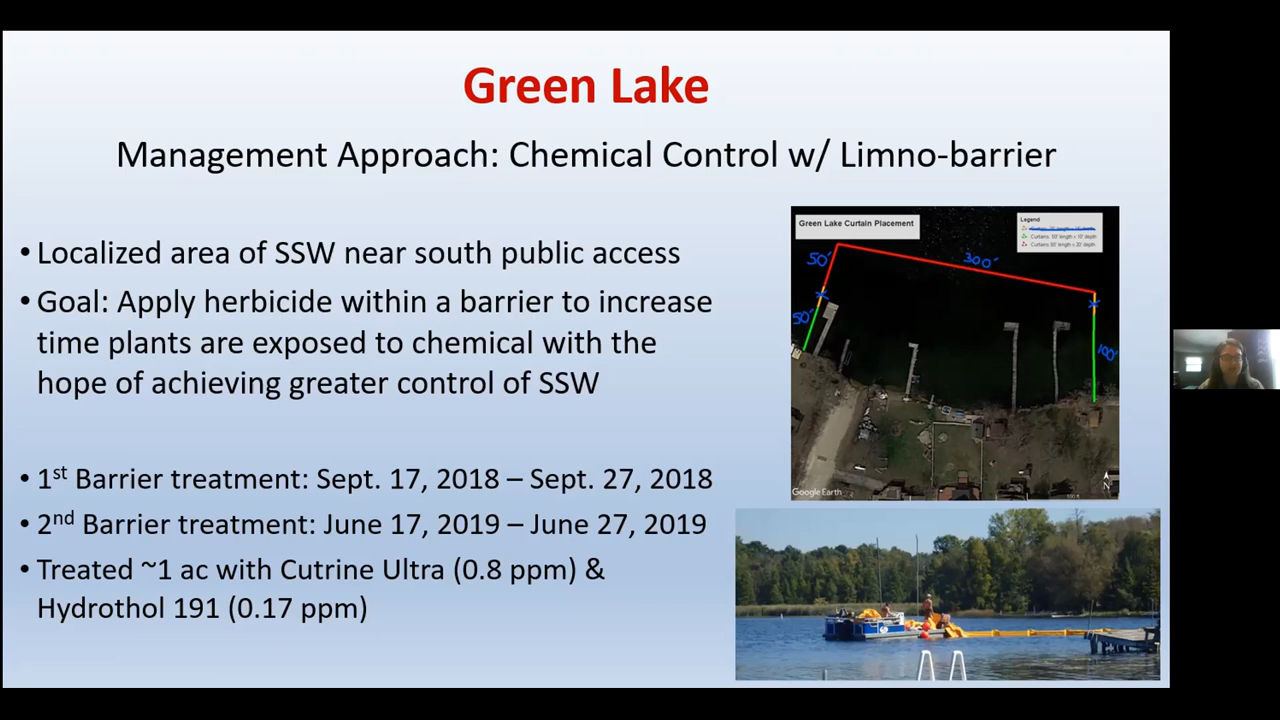 Green Lake
Management Approach: Chemical Control w/ Limno-barrier
• Localized area of SSW near south public access
• Goal: Apply herbicide within a barrier to increase
time plants are exposed to chemical with the
hope of achieving greater control of SSW
• 1st Barrier treatment: Sept. 17, 2018 – Sept. 27, 2018
• 2nd Barrier treatment: June 17, 2019 – June 27, 2019
• Treated ~1 ac with Cutrine Ultra (0.8 ppm) &
Hydrothol 191 (0.17 ppm)
Green Lake Curtain Placement
Legend
50'
300'
50'
100'
Google Earth
N